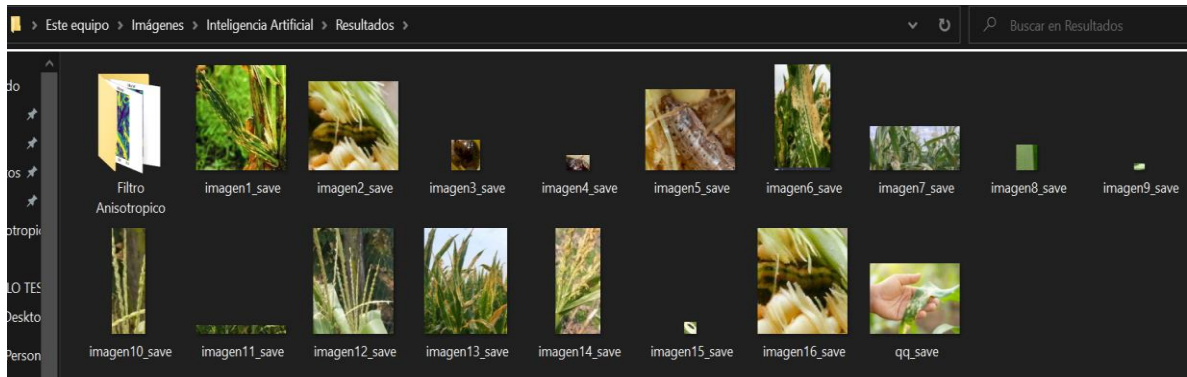 Este equipo > Imágenes > Inteligencia Artificial > Resultados >
Buscar en Resultados
do
os
otropi
LO TES
Deskto
Person
Filtro
Anisotropico
imagen1_save
imagen2_save
imagen3_save
imagen4_save
imagen5_save
imagen6_save
imagen7_save
imagen8_save
imagen9_save
imagen10_save
imagen11_save
imagen12_save
imagen13_save
imagen14_save
imagen15_save
imagen16_save
qq_save